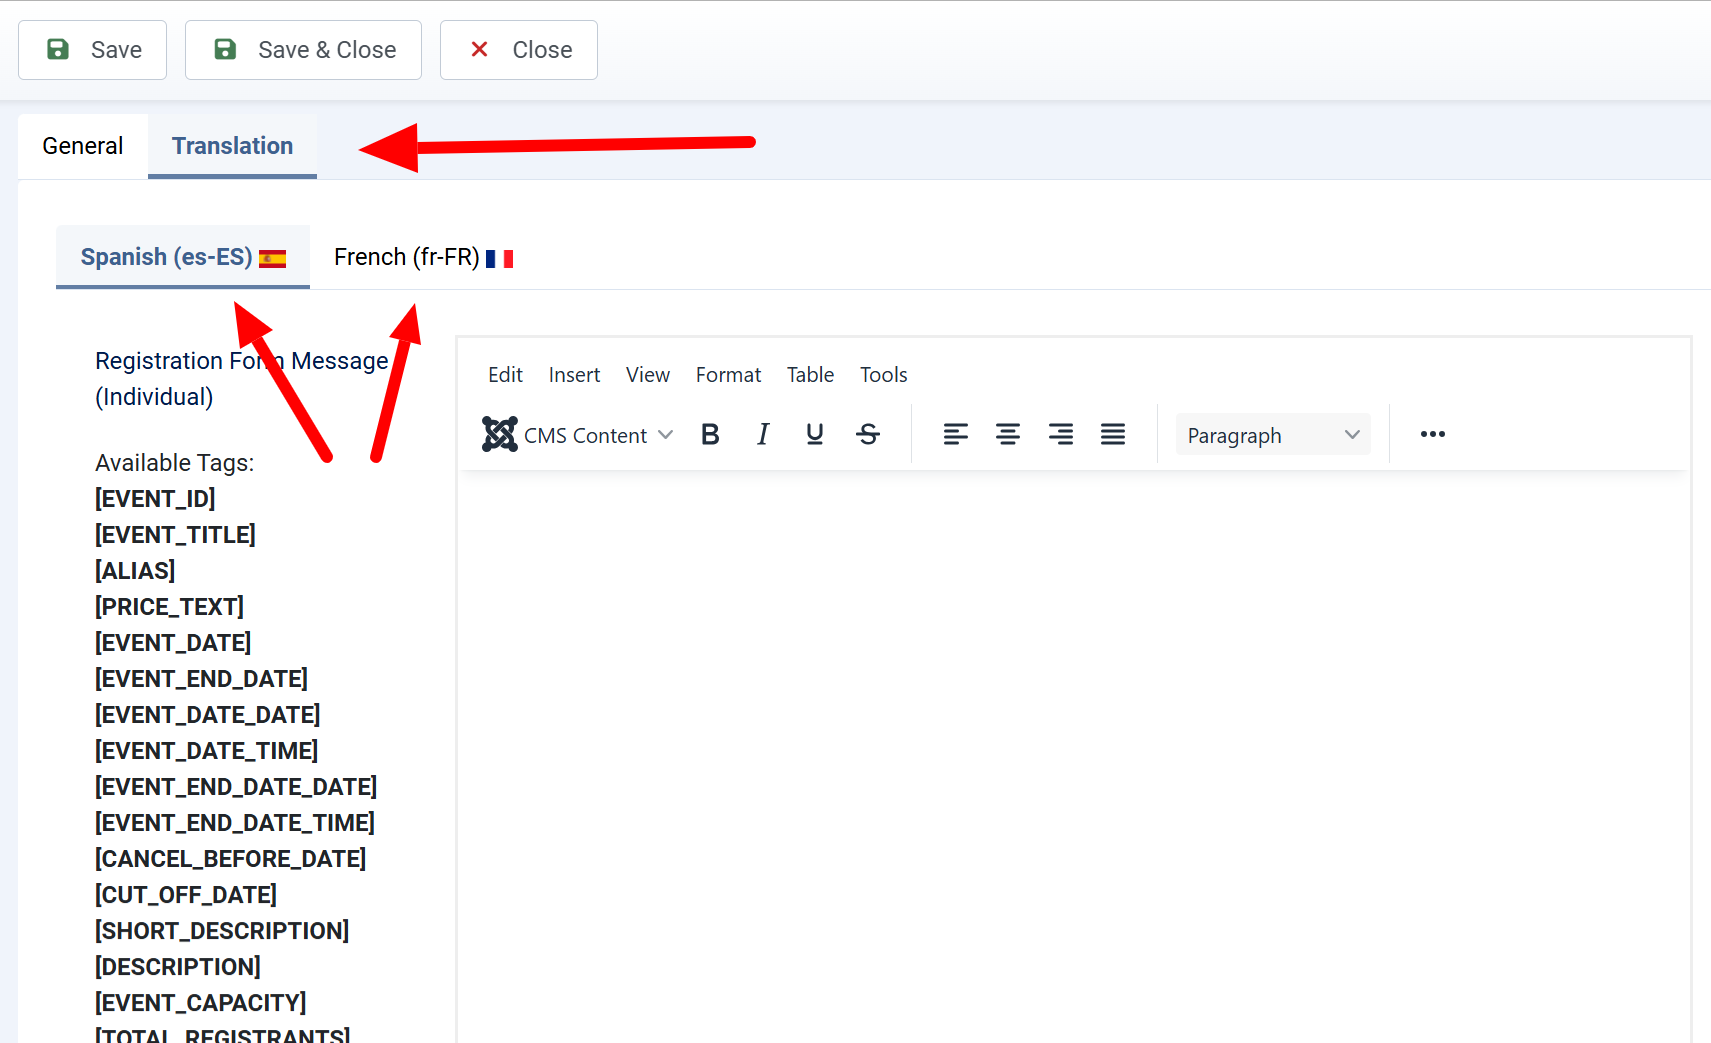 Save Save & Close Close
General Translation
Spanish (es-ES) French (fr-FR)
Registration Form Message
(Individual)
Edit Insert View Format Table Tools
CMS Content B I U S Paragraph
Available Tags:
[EVENT_ID]
[EVENT_TITLE]
[ALIAS]
[PRICE_TEXT]
[EVENT_DATE]
[EVENT_END_DATE]
[EVENT_DATE_DATE]
[EVENT_DATE_TIME]
[EVENT_END_DATE_DATE]
[EVENT_END_DATE_TIME]
[CANCEL_BEFORE_DATE]
[CUT_OFF_DATE]
[SHORT_DESCRIPTION]
[DESCRIPTION]
[EVENT_CAPACITY]
[TOTAL_REGISTRANTS]